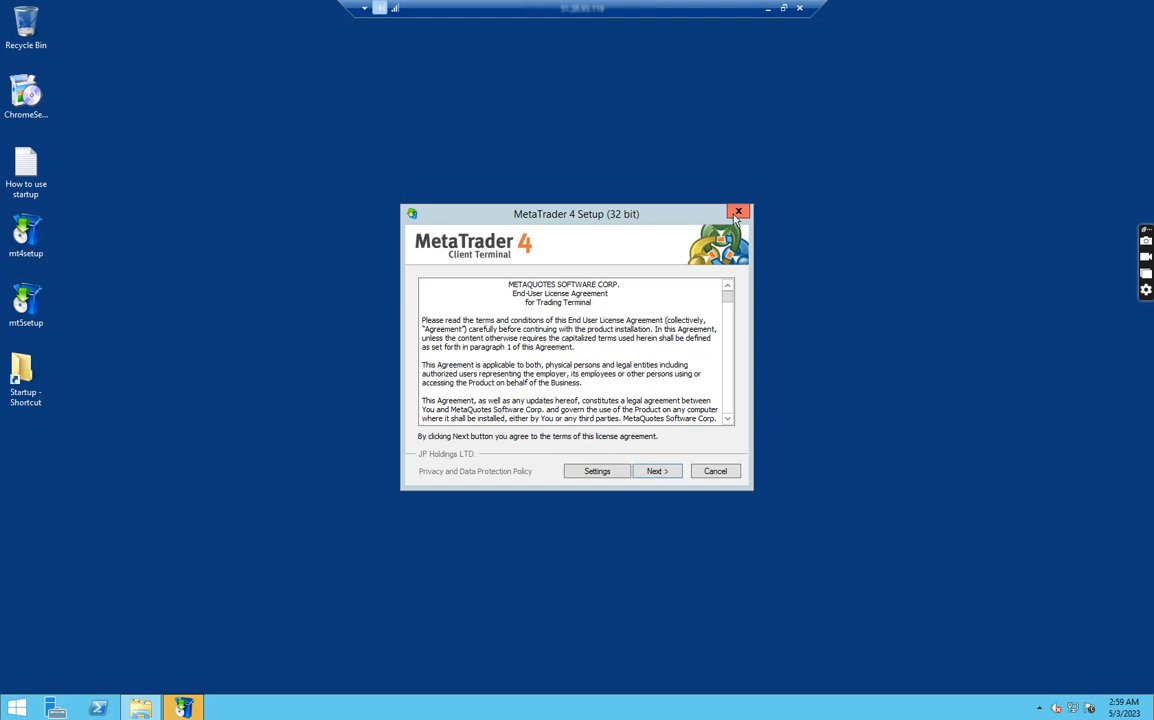 Recycle Bin
ChromeSe...
How to use
startup
mt4setup
mt5setup
Startup -
Shortcut
MetaTrader 4 Setup (32 bit)
MetaTrader 4
Client Terminal
METAQUOTES SOFTWARE CORP.
End-User License Agreement
for Trading Terminal
Please read the terms and conditions of this End User License Agreement (collectively,
"Agreement") carefully before continuing with the product installation. In this Agreement,
unless the content otherwise requires the capitalized terms used herein shall be defined
as set forth in paragraph 1 of this Agreement.
This Agreement is applicable to both, physical persons and legal entities including
authorized users representing the employer, its employees or other persons using or
accessing the Product on behalf of the Business.
This Agreement, as well as any updates hereof, constitutes a legal agreement between
You and MetaQuotes Software Corp. and govern the use of the Product on any computer
where it shall be installed, either by You or any third parties. MetaQuotes Software Corp.
By clicking Next button you agree to the terms of this license agreement.
JP Holdings LTD.
Privacy and Data Protection Policy
Settings
Next >
Cancel
2:59 AM
5/3/2023